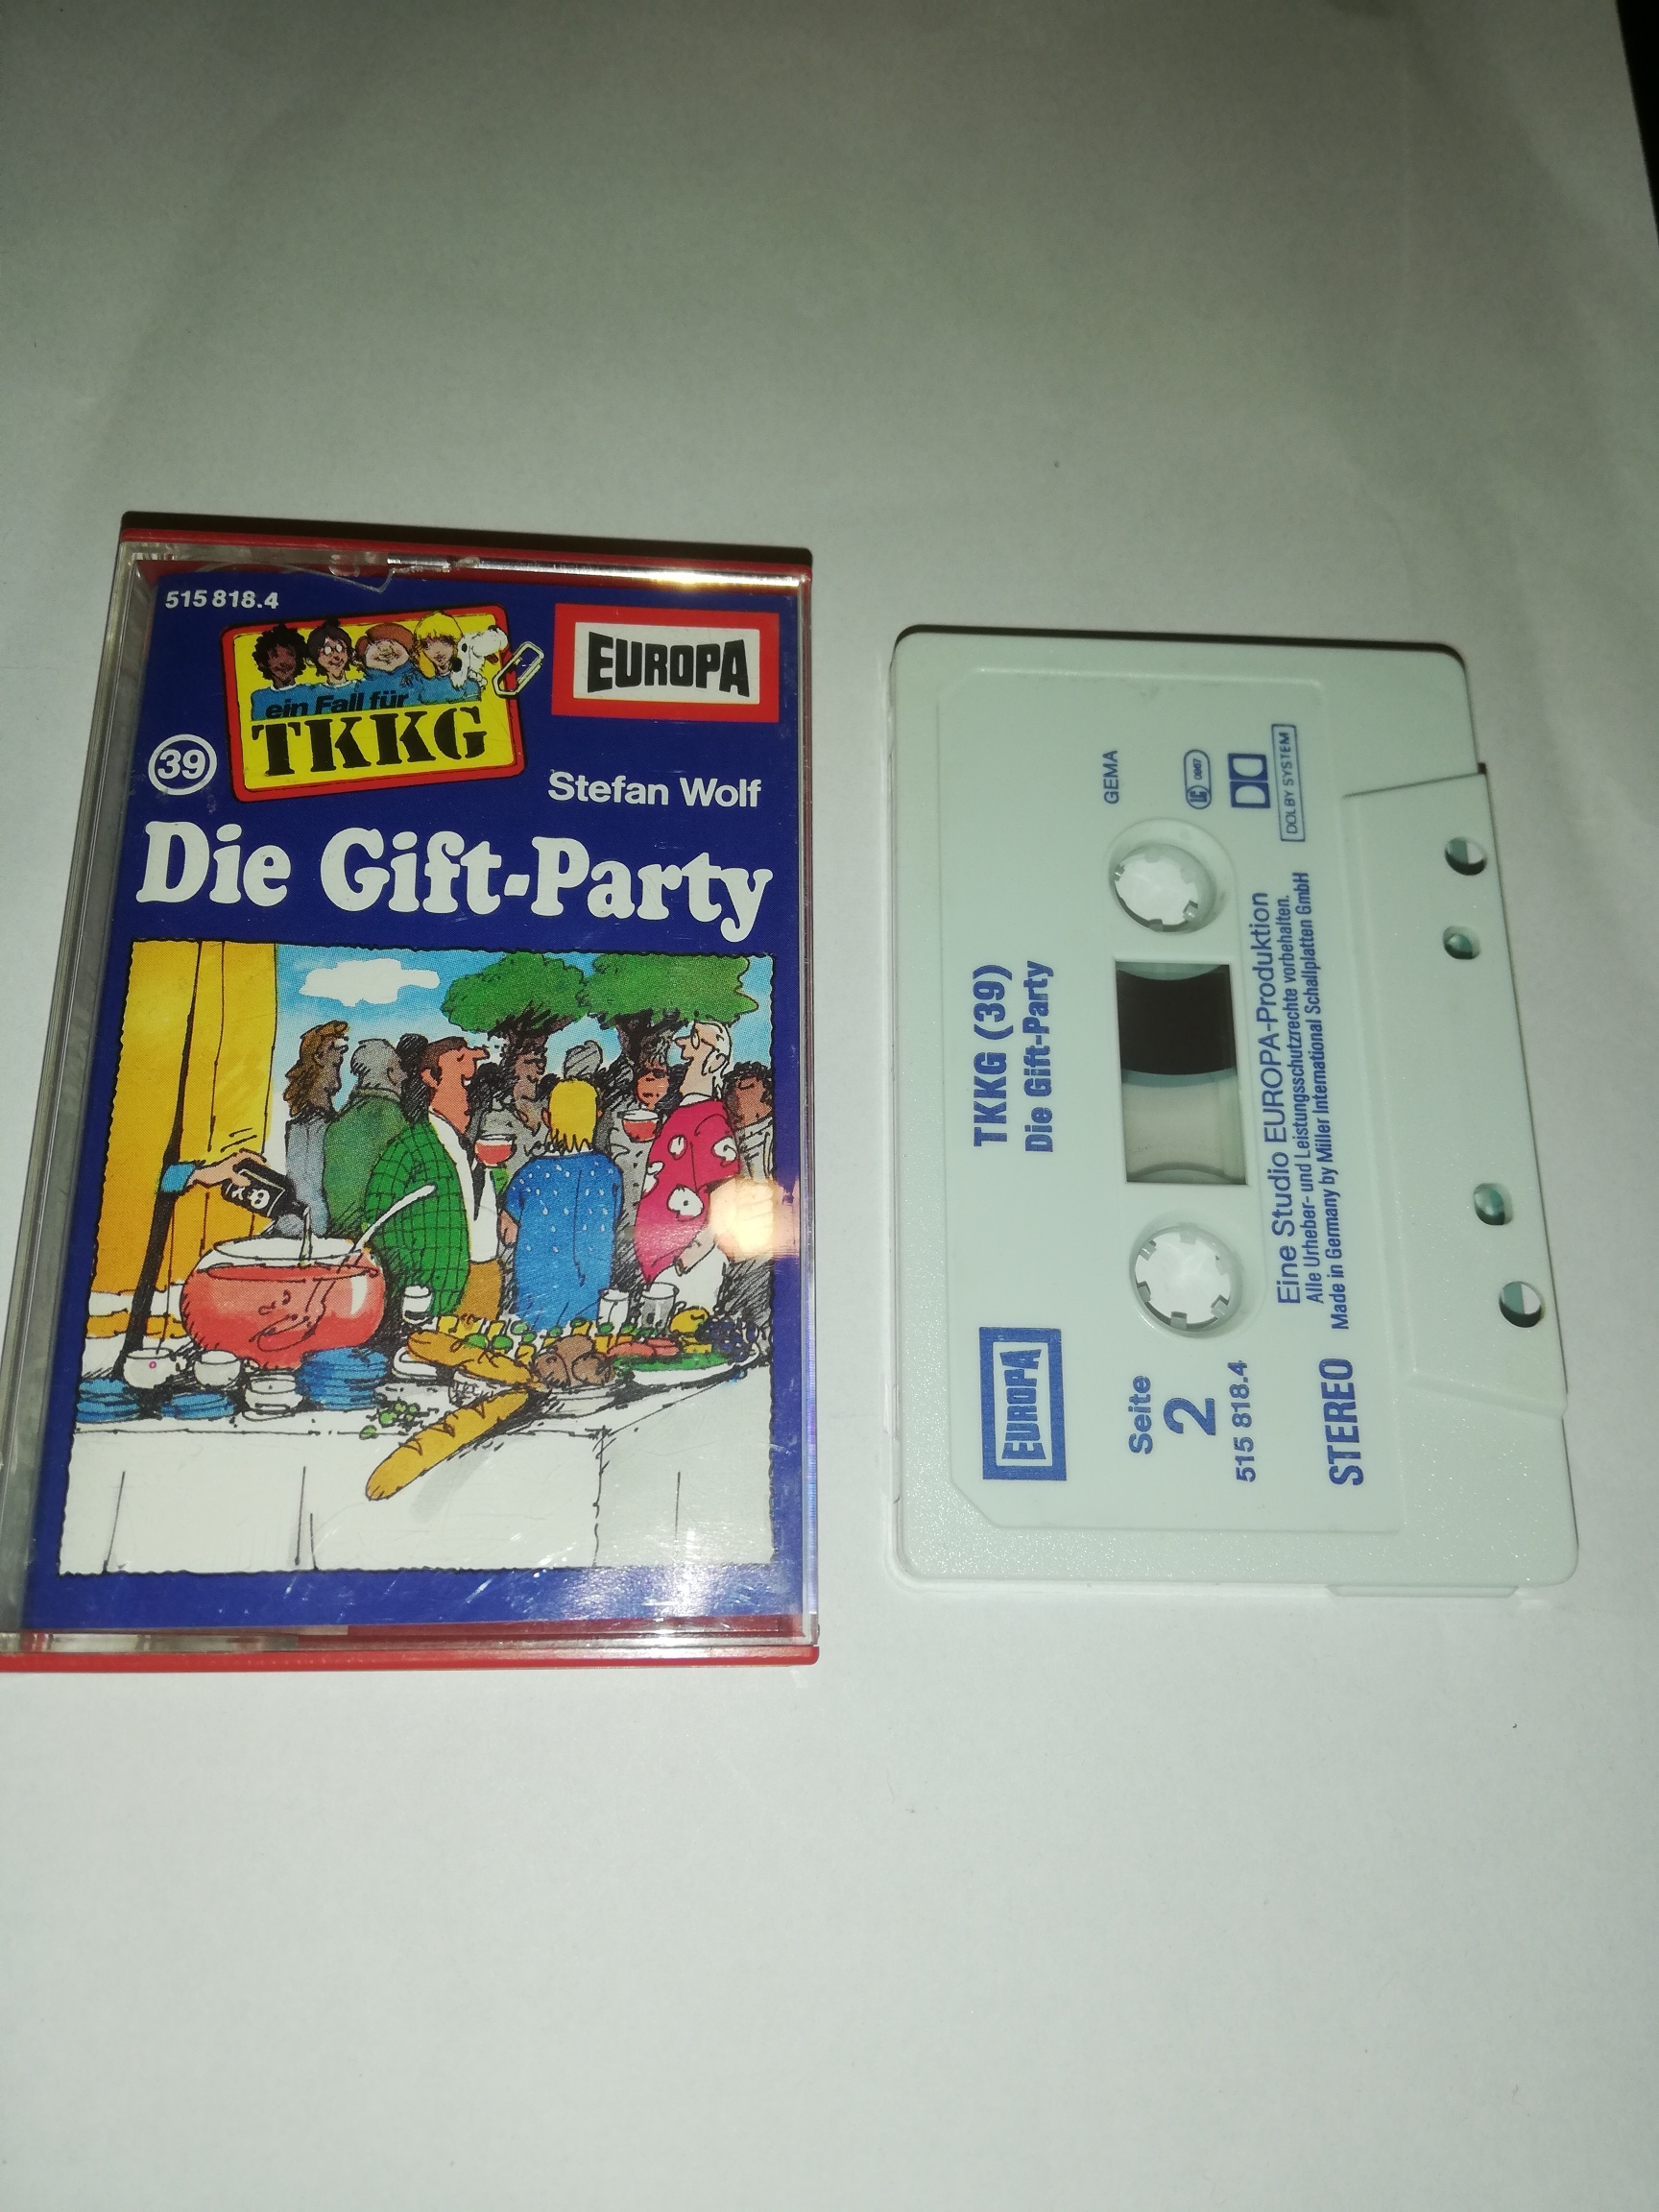 515 818.4
ein Fall für
TKKG
EUROPA
39
Stefan Wolf
Die Gift-Party
TKKG (39)
Die Gift-Party
EUROPA
GEMA
Seite
2
515 818.4
LC 0867
DOLBY SYSTEM
Eine Studio EUROPA-Produktion
Alle Urheber- und Leistungsschutzrechte vorbehalten.
STEREO
Made in Germany by Miller International Schallplatten GmbH